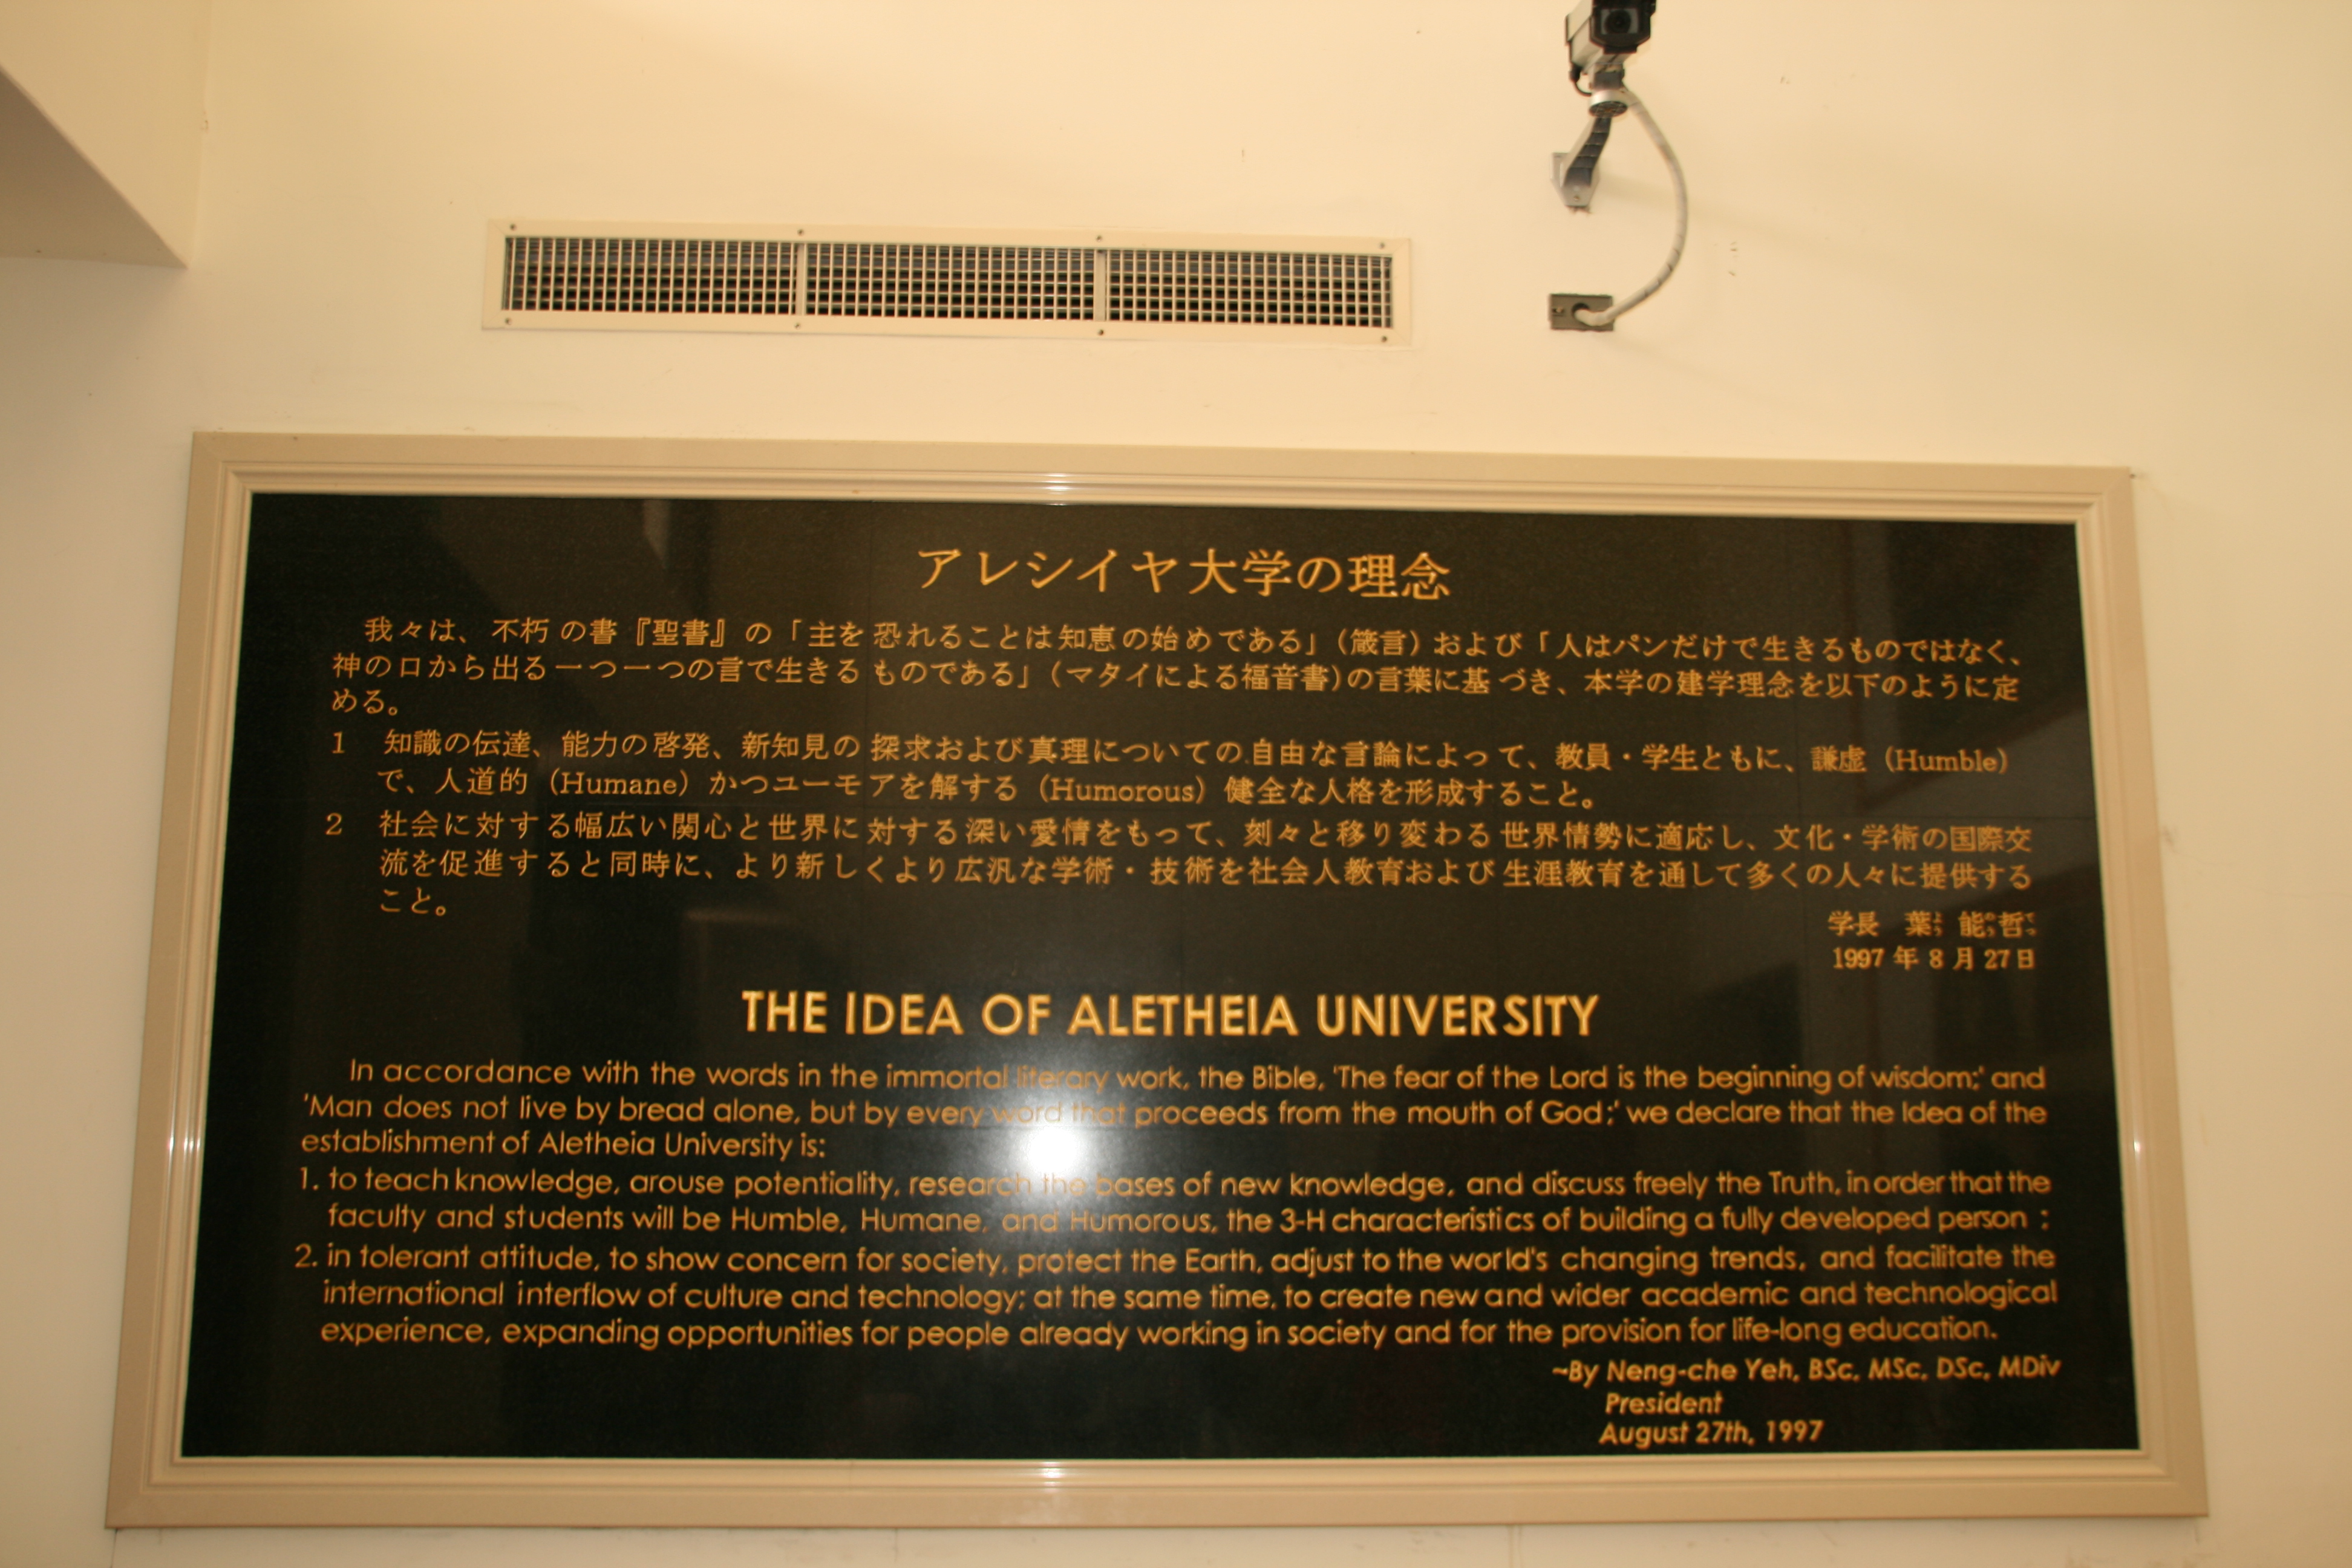 アレシイヤ大学の理念
我々は、不朽の書『聖書』の「主を恐れることは知恵の始めである」（箴言）および「人はパンだけで生きるものではなく、
神の口から出る一つ一つの言で生きるものである」（マタイによる福音書）の言葉に基づき、本学の建学理念を以下のように定
める。
1 知識の伝達、能力の啓発、新知見の探求および真理についての自由な言論によって、教員・学生ともに、謙虚（Humble）
で、人道的（Humane）かつユーモアを解する（Humorous）健全な人格を形成すること。
2 社会に対する幅広い関心と世界に対する深い愛情をもって、刻々と移り変わる世界情勢に適応し、文化・学術の国際交
流を促進すると同時に、より新しくより広汎な学術・技術を社会人教育および生涯教育を通して多くの人々に提供する
こと。
学長 葉よう 能のう哲てつ
1997年8月27日
THE IDEA OF ALETHEIA UNIVERSITY
In accordance with the words in the immortal literary work, the Bible, 'The fear of the Lord is the beginning of wisdom;' and
'Man does not live by bread alone, but by every word that proceeds from the mouth of God;' we declare that the Idea of the
establishment of Aletheia University is:
1. to teach knowledge, arouse potentiality, research the bases of new knowledge, and discuss freely the Truth, in order that the
faculty and students will be Humble, Humane, and Humorous, the 3-H characteristics of building a fully developed person ;
2. in tolerant attitude, to show concern for society, protect the Earth, adjust to the world's changing trends, and facilitate the
international interflow of culture and technology; at the same time, to create new and wider academic and technological
experience, expanding opportunities for people already working in society and for the provision for life-long education.
~By Neng-che Yeh, BSc, MSc, DSc, MDiv
President
August 27th, 1997